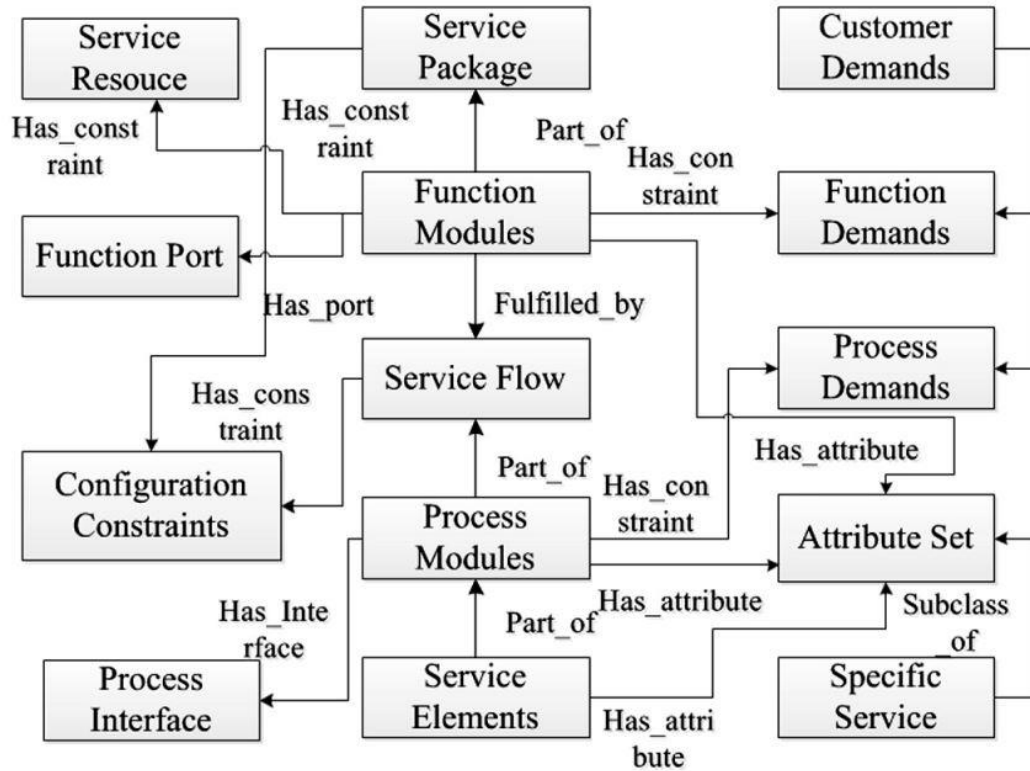 Service
Resouce
Service
Package
Customer
Demands
Has_const
raint
Has_const
raint
Part_of
Has_con
straint
Function
Modules
Function
Demands
Function Port
Has_port
Fulfilled_by
Process
Demands
Service Flow
Has_cons
traint
Has_attribute
Part_of
Has_con
straint
Configuration
Constraints
Process
Modules
Attribute Set
Has_Inte
rface
Part_of
Has_attribute
Subclass
_of
Process
Interface
Service
Elements
Has_attri
bute
Specific
Service